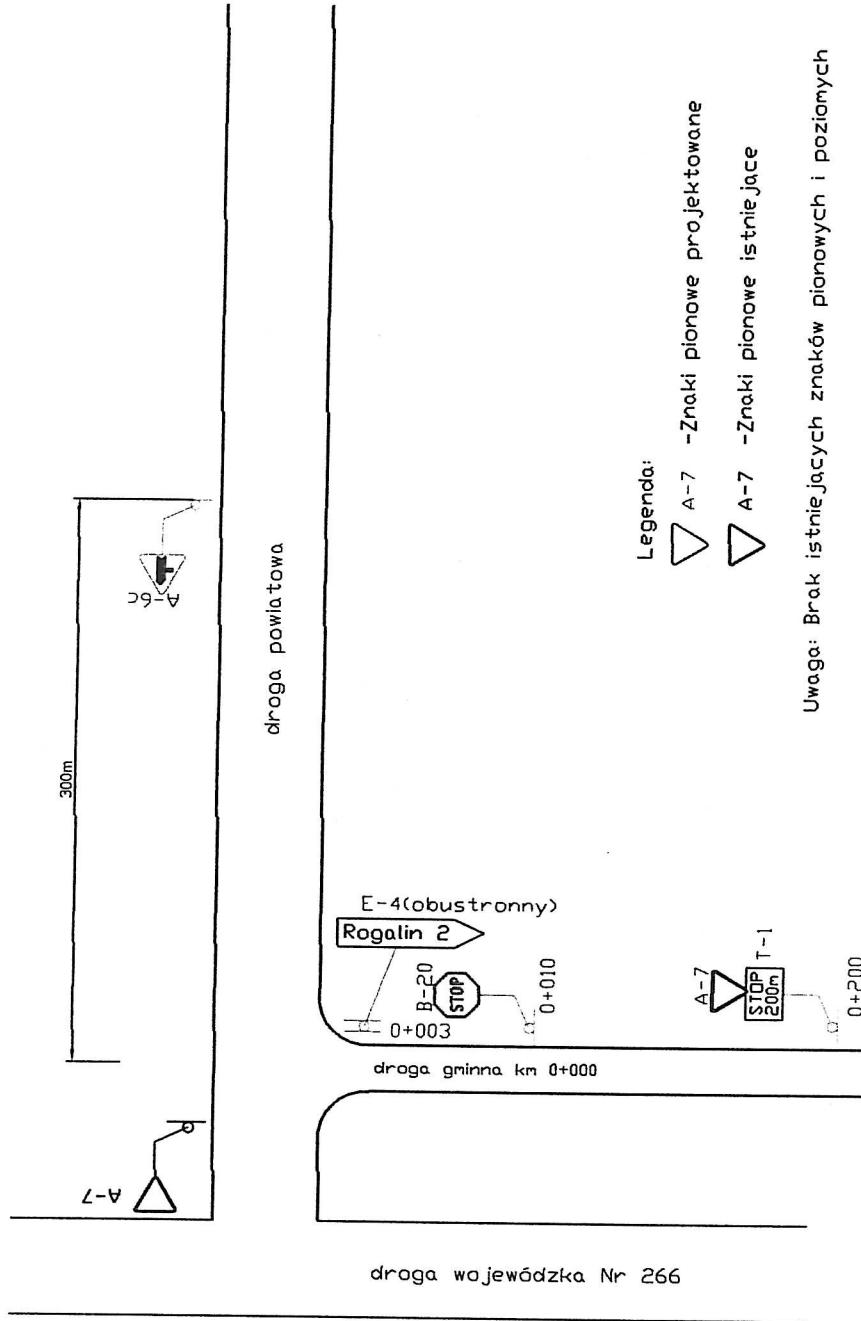 300m
A-6c
droga powiatowa
A-7
E-4(obustronny)
Rogalin 2
0+003
B-20
STOP
0+010
A-7
T-1
STOP
200m
0+200
droga gminna km 0+000
droga wojewódzka Nr 266
Legenda:
A-7 -Znaki pionowe projektowane
A-7 -Znaki pionowe istniejące
Uwaga: Brak istniejących znaków pionowych i poziomych